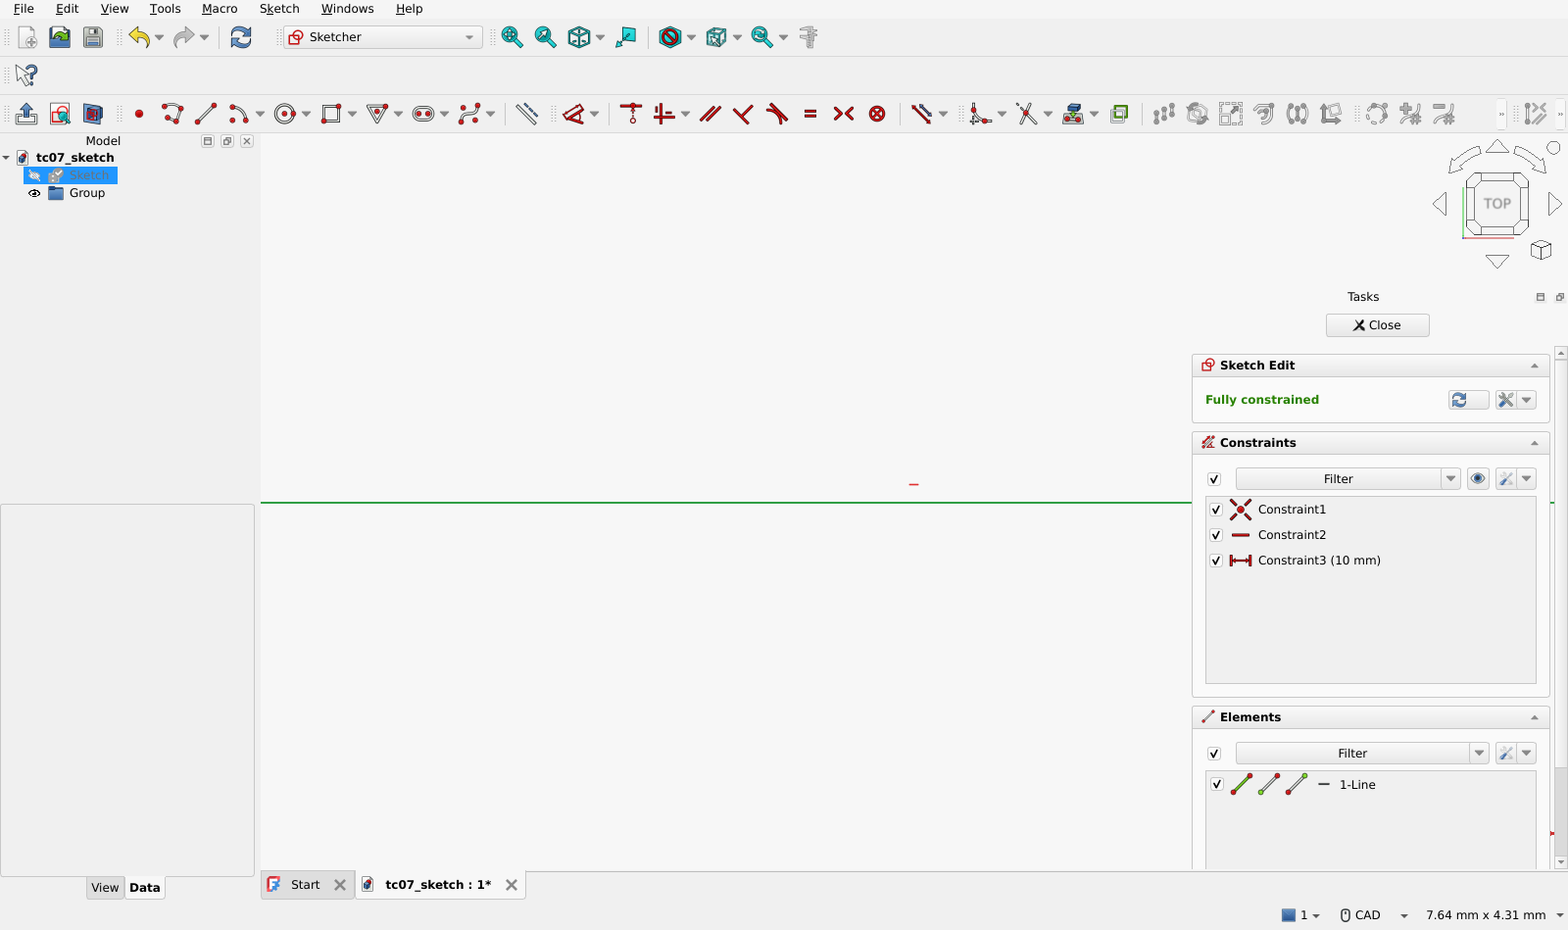 File Edit View Tools Macro Sketch Windows Help
Sketcher
Model
tc07_sketch
Sketch
Group
TOP
Tasks
Close
Sketch Edit
Fully constrained
Constraints
Filter
Constraint1
Constraint2
Constraint3 (10 mm)
Elements
Filter
1-Line
View Data
Start
tc07_sketch : 1*
1 CAD 7.64 mm x 4.31 mm